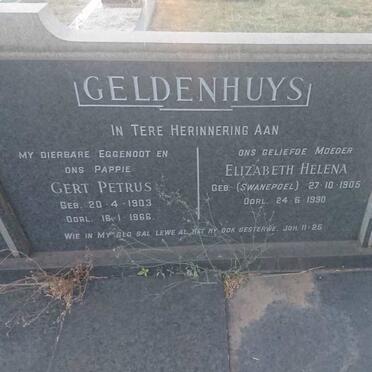 GELDENHUYS
IN TERE HERINNERING AAN
MY DIERBARE EGGENOOT EN
ONS PAPPIE
GERT PETRUS
GEB. 20·4·1903
OORL. 16·1·1966
ONS GELIEFDE MOEDER
ELIZABETH HELENA
GEB: (SWANEPOEL) 27·10·1905
OORL. 24·6·1990
WIE IN MY GLO SAL LEWE AL HET HY OOK GESTERWE. JOH. 11:25